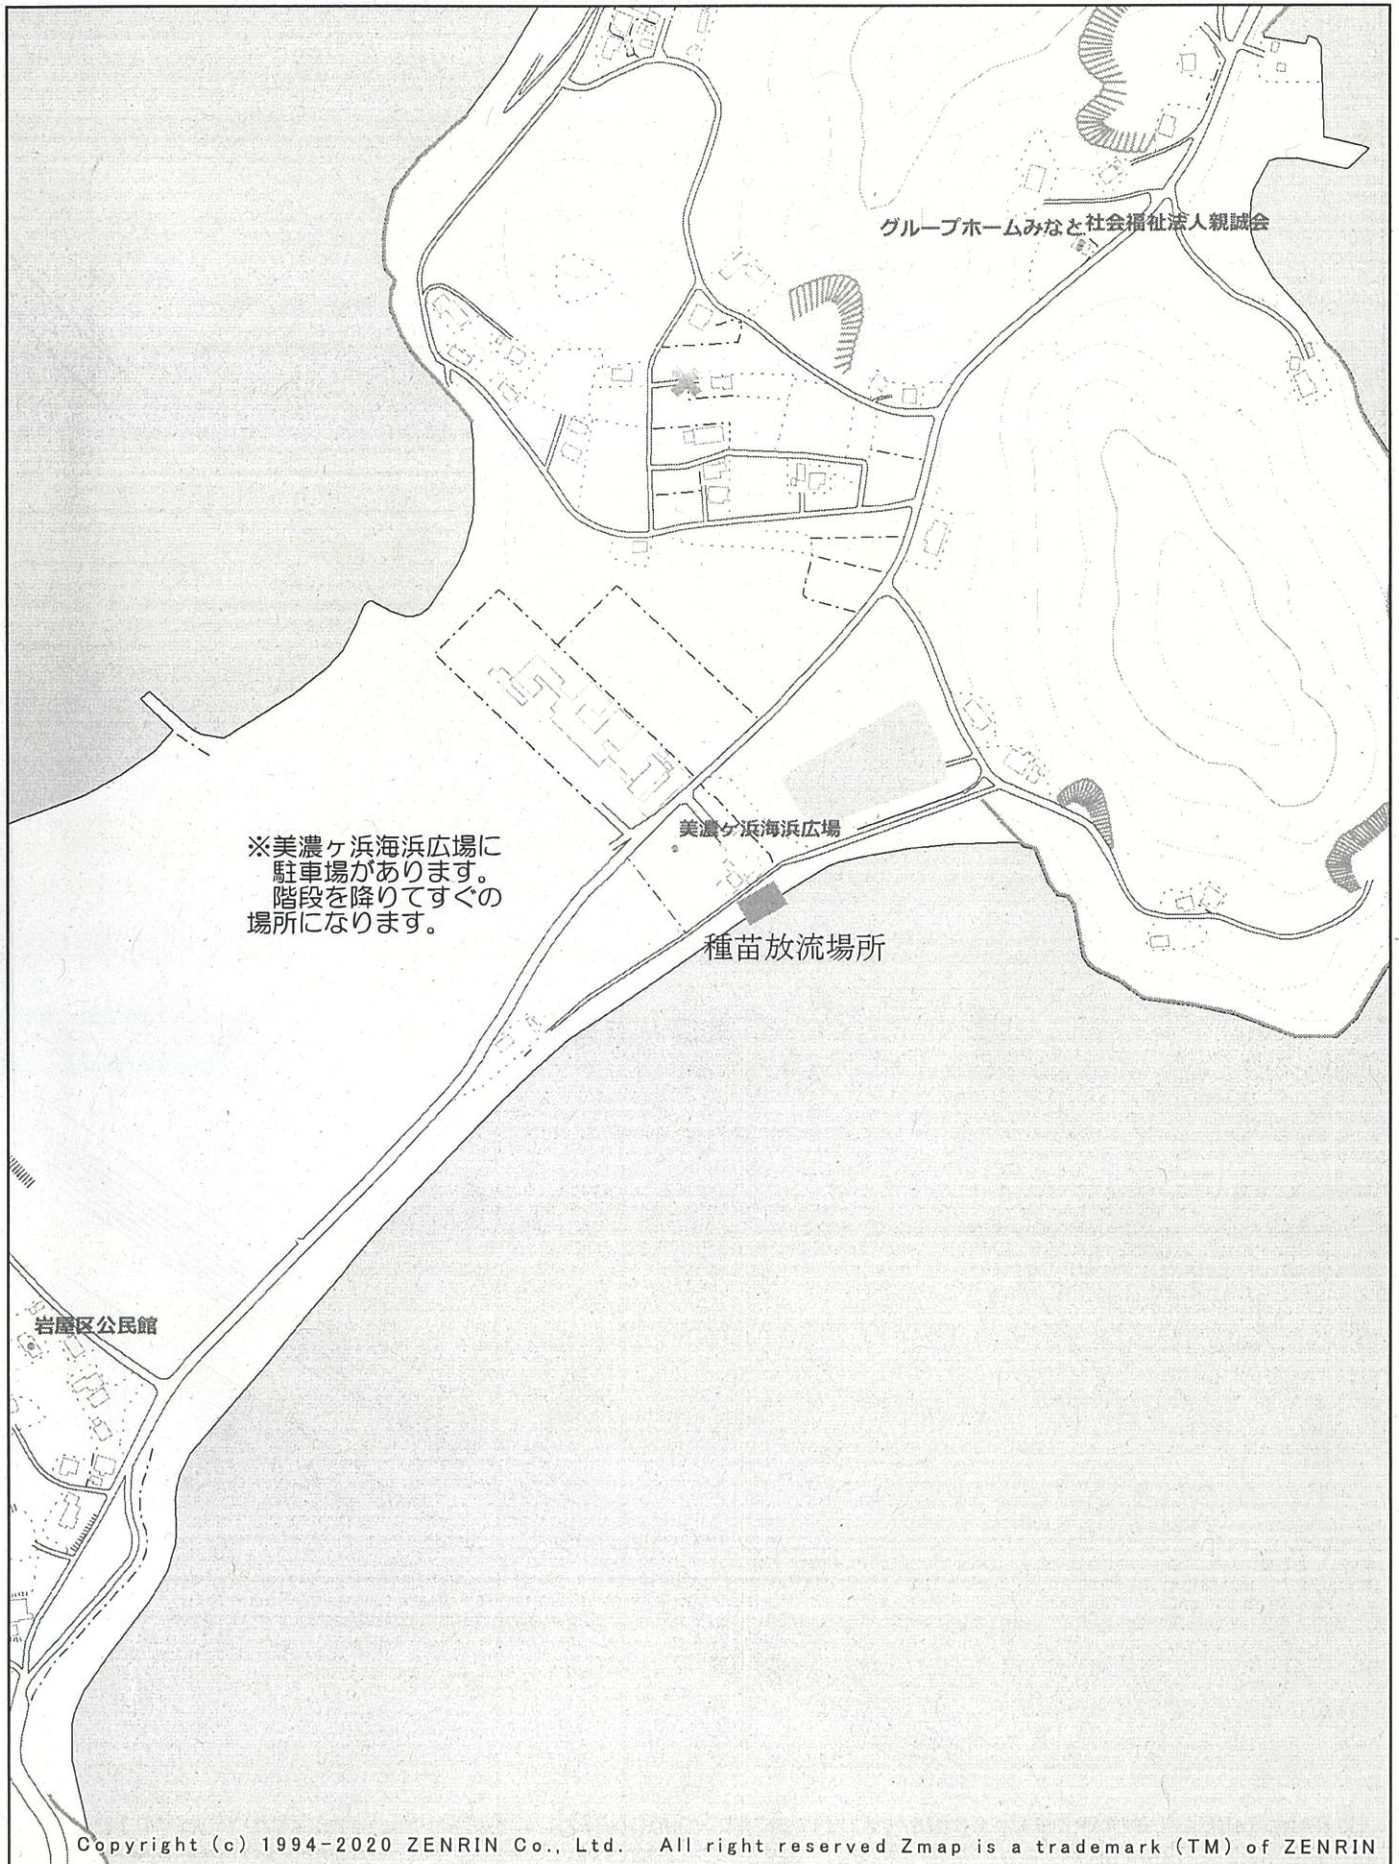 グループホームみなと 社会福祉法人親誠会
美濃ヶ浜海浜広場
※美濃ヶ浜海浜広場に
駐車場があります。
階段を降りてすぐの
場所になります。
種苗放流場所
岩屋区公民館
Copyright (c) 1994-2020 ZENRIN Co., Ltd. All right reserved Zmap is a trademark (TM) of ZENRIN